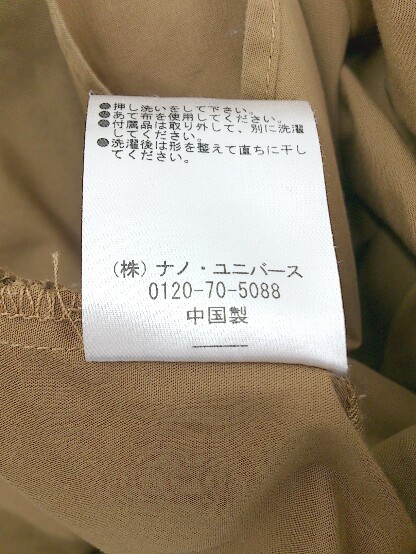 ●押し洗いをして下さい。
●あて布を使用してください。
●付属品は取り外して、別に洗濯
してください。
●洗濯後は形を整えて直ちに干し
てください。
(株)ナノ・ユニバース
0120-70-5088
中国製